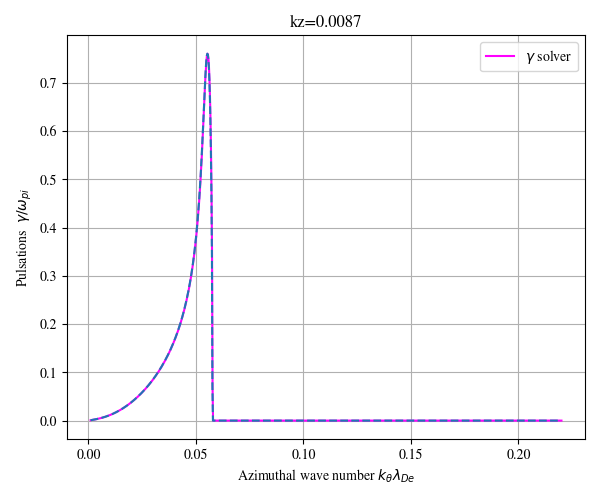 kz=0.0087
γ solver
Pulsations γ/ω_pi
0.7
0.6
0.5
0.4
0.3
0.2
0.1
0.0
0.00 0.05 0.10 0.15 0.20
Azimuthal wave number k_θλ_De